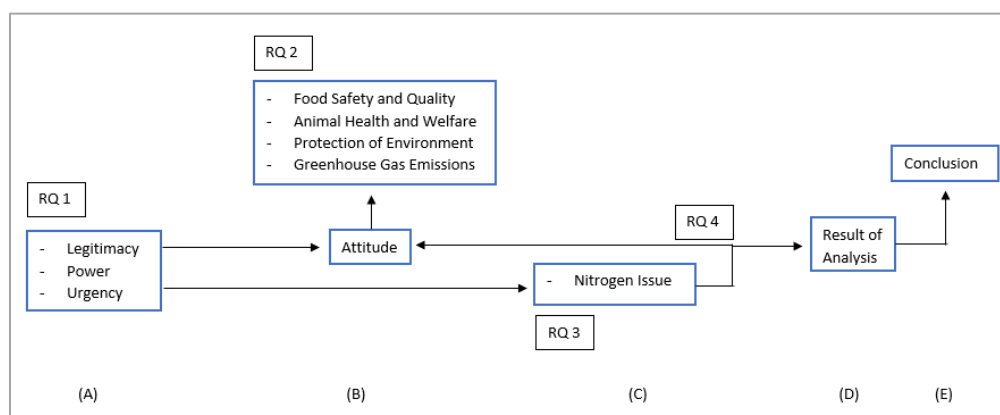 RQ 2
- Food Safety and Quality
- Animal Health and Welfare
- Protection of Environment
- Greenhouse Gas Emissions
Conclusion
RQ 1
RQ 4
- Legitimacy
- Power
- Urgency
Attitude
Result of
Analysis
- Nitrogen Issue
RQ 3
(A)
(B)
(C)
(D)
(E)